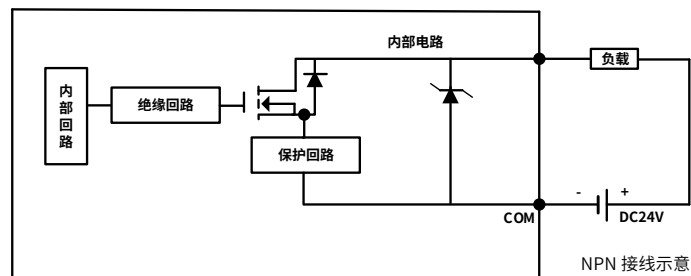 内部电路
负载
内
部
回
路
绝缘回路
保护回路
- +
COM
DC24V
NPN 接线示意